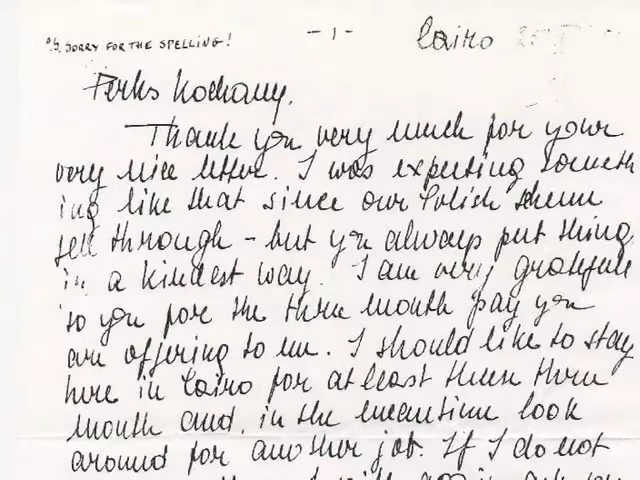 P.S. SORRY FOR THE SPELLING!
- 1 -
Cairo
Perks Kochany,
Thank you very much for your
very nice letter. I was expecting someth
ing like that since our Polish scheme
fell through - but you always put things
in a kindest way. I am very grateful
to you for the three month pay you
are offering to me. I should like to stay
here in Cairo for at least these three
month and, in the meantime look
around for another job. If I do not